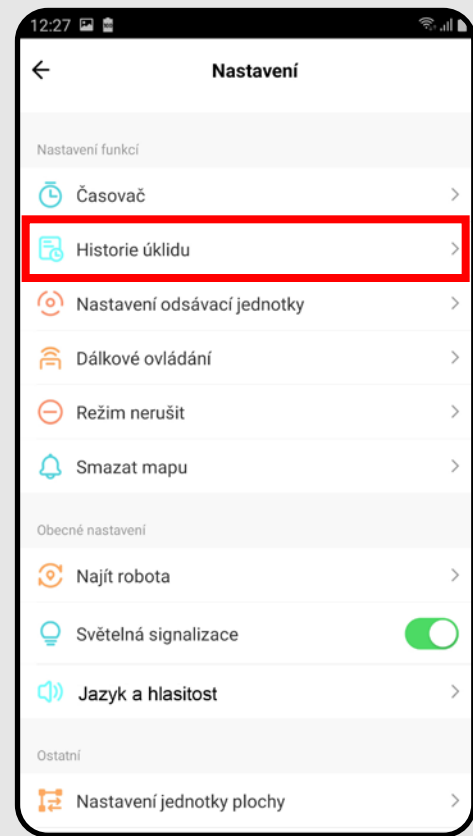 12:27
Nastavení
Nastavení funkcí
Časovač
Historie úklidu
Nastavení odsávací jednotky
Dálkové ovládání
Režim nerušit
Smazat mapu
Obecné nastavení
Najít robota
Světelná signalizace
Jazyk a hlasitost
Ostatní
Nastavení jednotky plochy